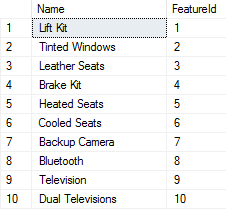 Name FeatureId
1 Lift Kit 1
2 Tinted Windows 2
3 Leather Seats 3
4 Brake Kit 4
5 Heated Seats 5
6 Cooled Seats 6
7 Backup Camera 7
8 Bluetooth 8
9 Television 9
10 Dual Televisions 10